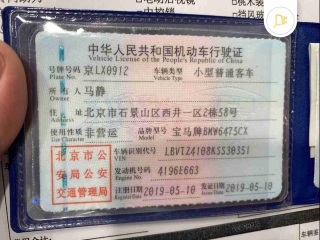 中华人民共和国机动车行驶证
Vehicle License of the People's Republic of China
号牌号码 京LX0912 车辆类型 小型普通客车
Plate No. Vehicle Type
所有人 马静
Owner
住址 北京市石景山区西井一区2栋58号
Address
使用性质 非营运 品牌型号 宝马牌BMW6475CX
Use Character Model
北京市公安局公安交通管理局
车辆识别代号 LBVTZ4108KSS30351
VIN
发动机号码 4196L663
Engine No.
注册日期 2019-05-10 发证日期 2019-05-10
Register Date Issue Date